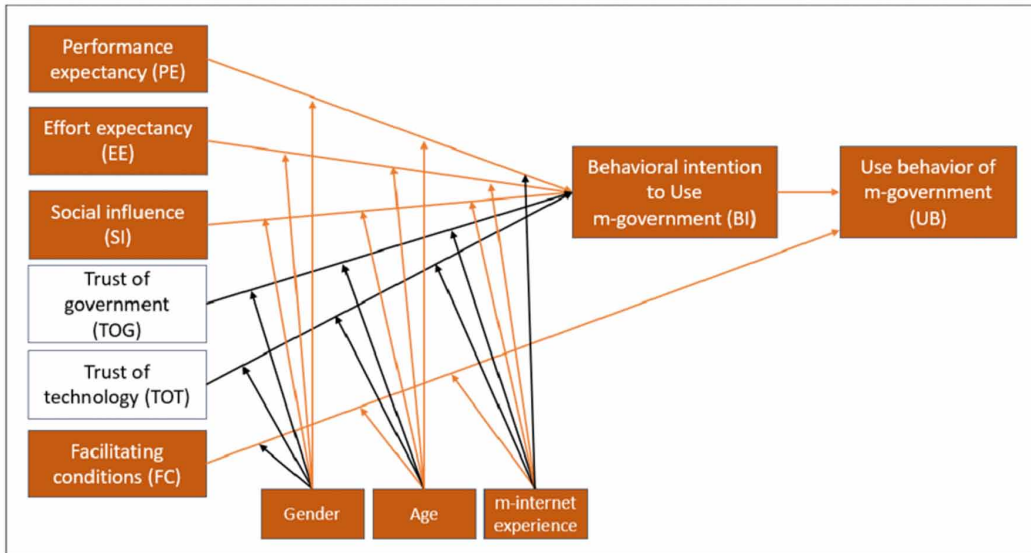 Performance
expectancy (PE)
Effort expectancy
(EE)
Social influence
(SI)
Trust of
government
(TOG)
Trust of
technology (TOT)
Facilitating
conditions (FC)
Behavioral intention
to Use
m-government (BI)
Use behavior of
m-government
(UB)
Gender
Age
m-internet
experience